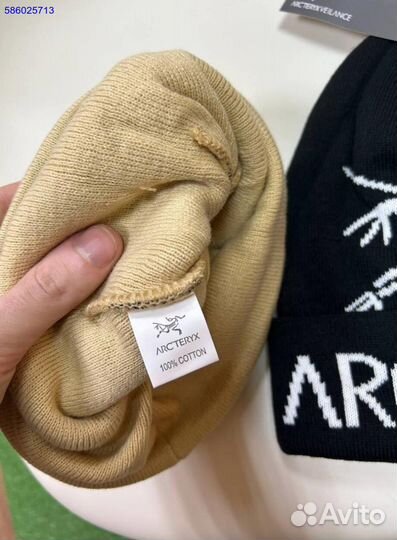 586025713
ARCTERYX VEILANCE
ARCTERYX
100% COTTON
ARC
Avito